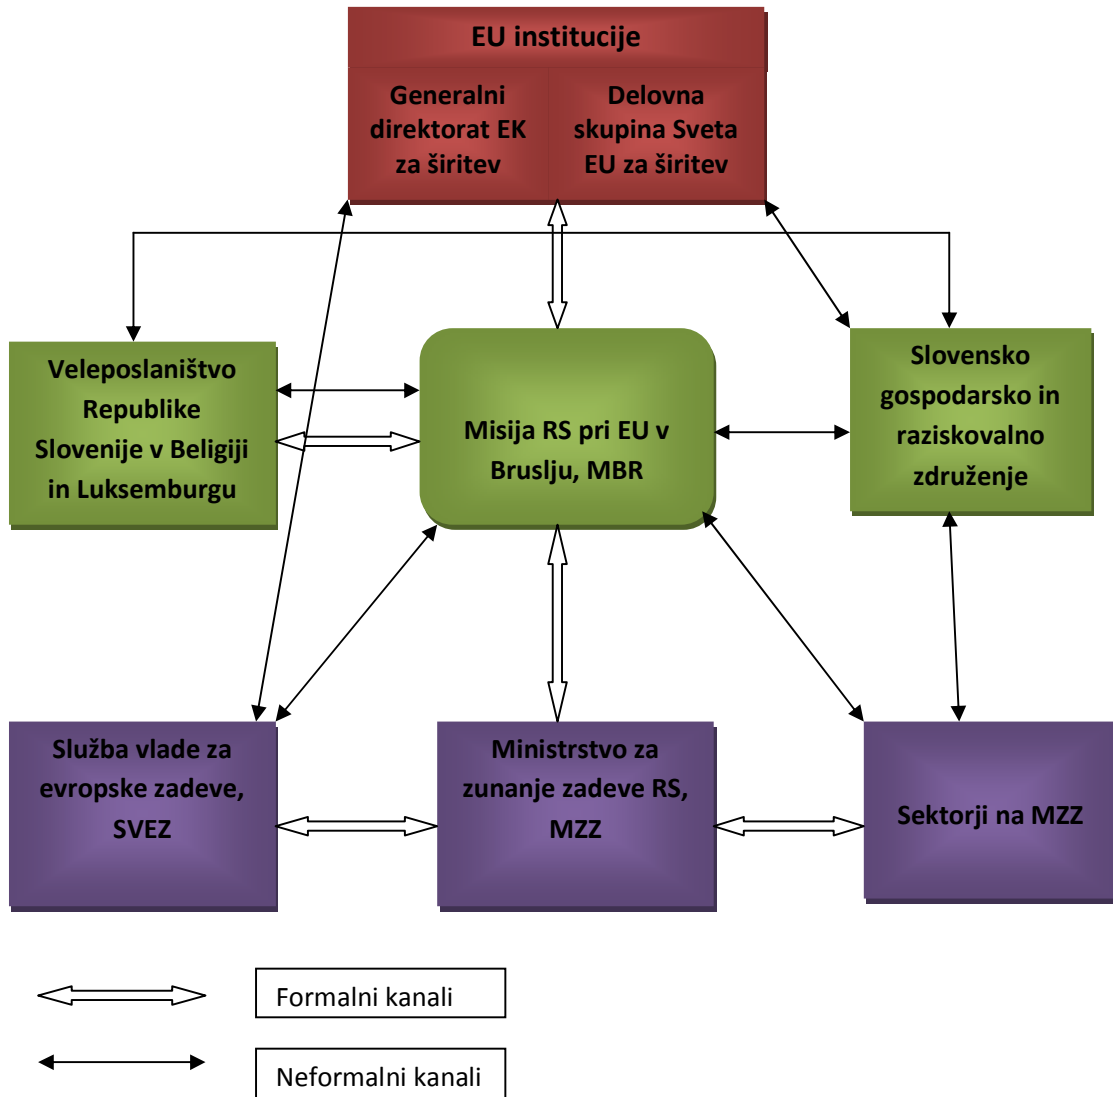 EU institucije
Generalni
direktorat EK
za širitev
Delovna
skupina Sveta
EU za širitev
Veleposlaništvo
Republike
Slovenije v Beligiji
in Luksemburgu
Misija RS pri EU v
Bruslju, MBR
Slovensko
gospodarsko in
raziskovalno
združenje
Služba vlade za
evropske zadeve,
SVEZ
Ministrstvo za
zunanje zadeve RS,
MZZ
Sektorji na MZZ
Formalni kanali
Neformalni kanali